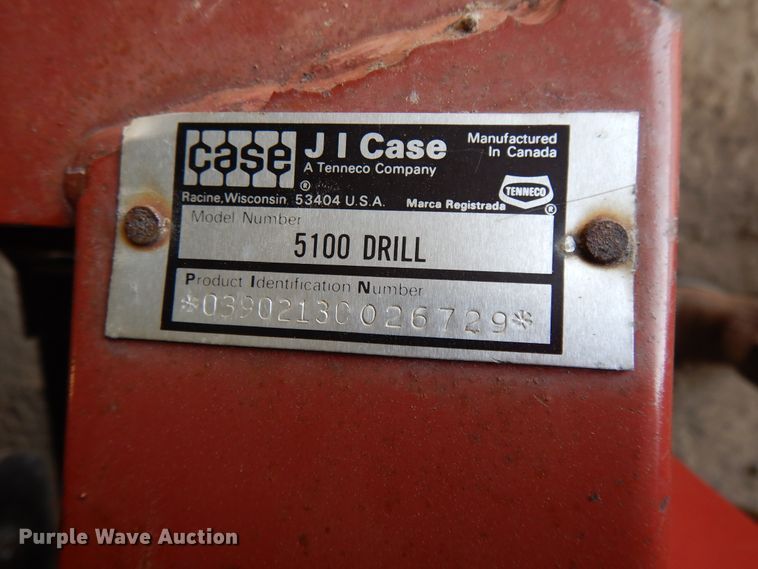 case
J I Case
A Tenneco Company
Manufactured
In Canada
TENNECO
®
Racine, Wisconsin 53404 U.S.A.
Marca Registrada
®
Model Number
5100 DRILL
Product Identification Number
*0390213C026729*
Purple Wave Auction®